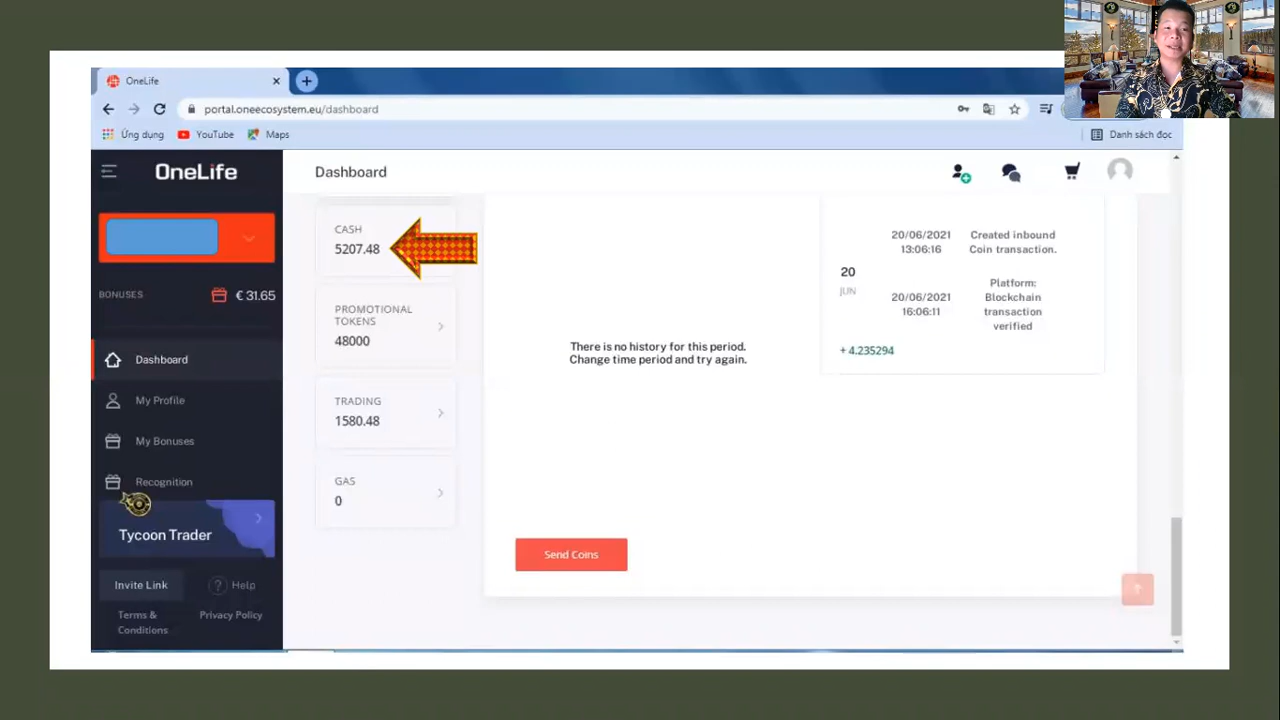 OneLife
portal.oneecosystem.eu/dashboard
Ứng dụng YouTube Maps Danh sách đọc
OneLife
Dashboard
BONUSES € 31.65
Dashboard
My Profile
My Bonuses
Recognition
Tycoon Trader
Invite Link
? Help
Terms &
Conditions
Privacy Policy
CASH
5207.48
PROMOTIONAL
TOKENS
48000
TRADING
1580.48
GAS
0
There is no history for this period.
Change time period and try again.
Send Coins
20
JUN
20/06/2021
13:06:16
Created inbound
Coin transaction.
20/06/2021
16:06:11
Platform:
Blockchain
transaction
verified
+ 4.235294